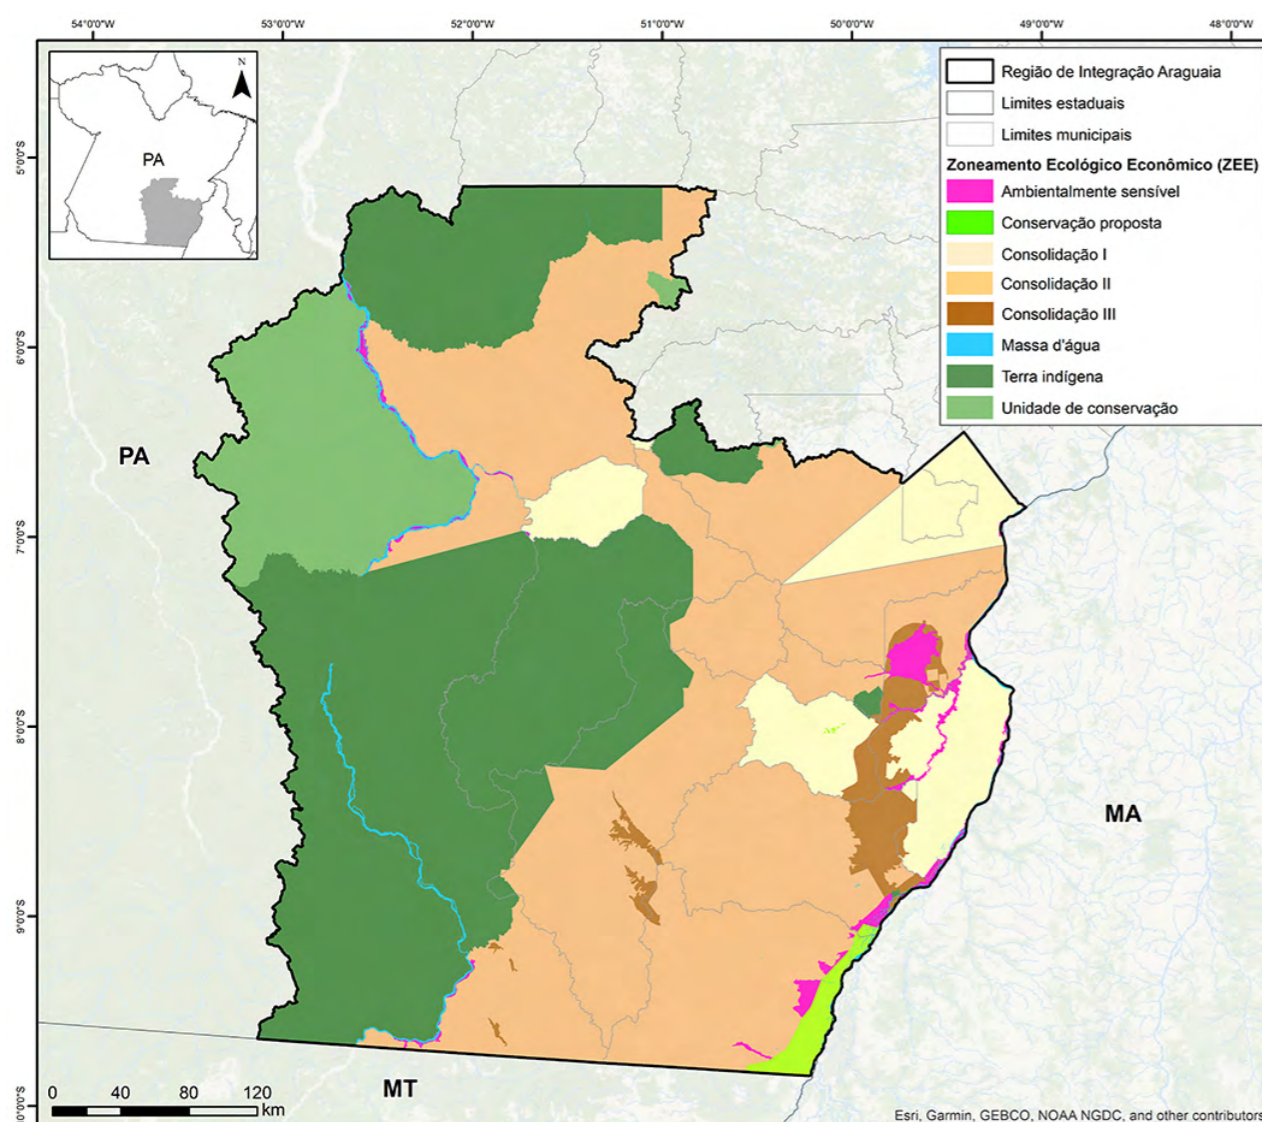 54°0'0"W 53°0'0"W 52°0'0"W 51°0'0"W 50°0'0"W 49°0'0"W 48°0'0"W
N
PA
Região de Integração Araguaia
Limites estaduais
Limites municipais
Zoneamento Ecológico Econômico (ZEE)
Ambientalmente sensível
Conservação proposta
Consolidação I
Consolidação II
Consolidação III
Massa d'água
Terra indígena
Unidade de conservação
5°0'0"S
6°0'0"S
7°0'0"S
8°0'0"S
9°0'0"S
0°0'0"S
PA
MA
MT
0 40 80 120
km
Esri, Garmin, GEBCO, NOAA NGDC, and other contributors